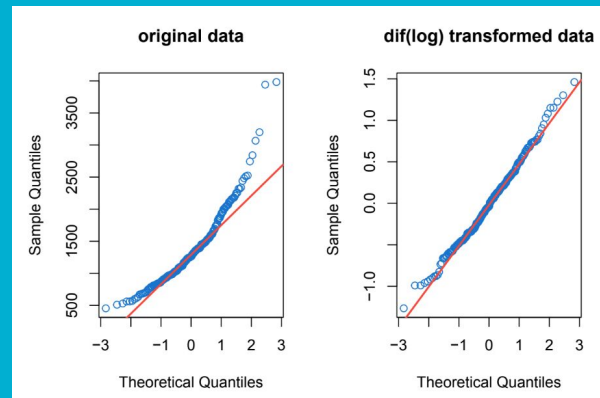 original data
Sample Quantiles
3500
2500
1500
500
−3 −2 −1 0 1 2 3
Theoretical Quantiles
dif(log) transformed data
Sample Quantiles
1.5
1.0
0.5
0.0
−1.0
−3 −2 −1 0 1 2 3
Theoretical Quantiles